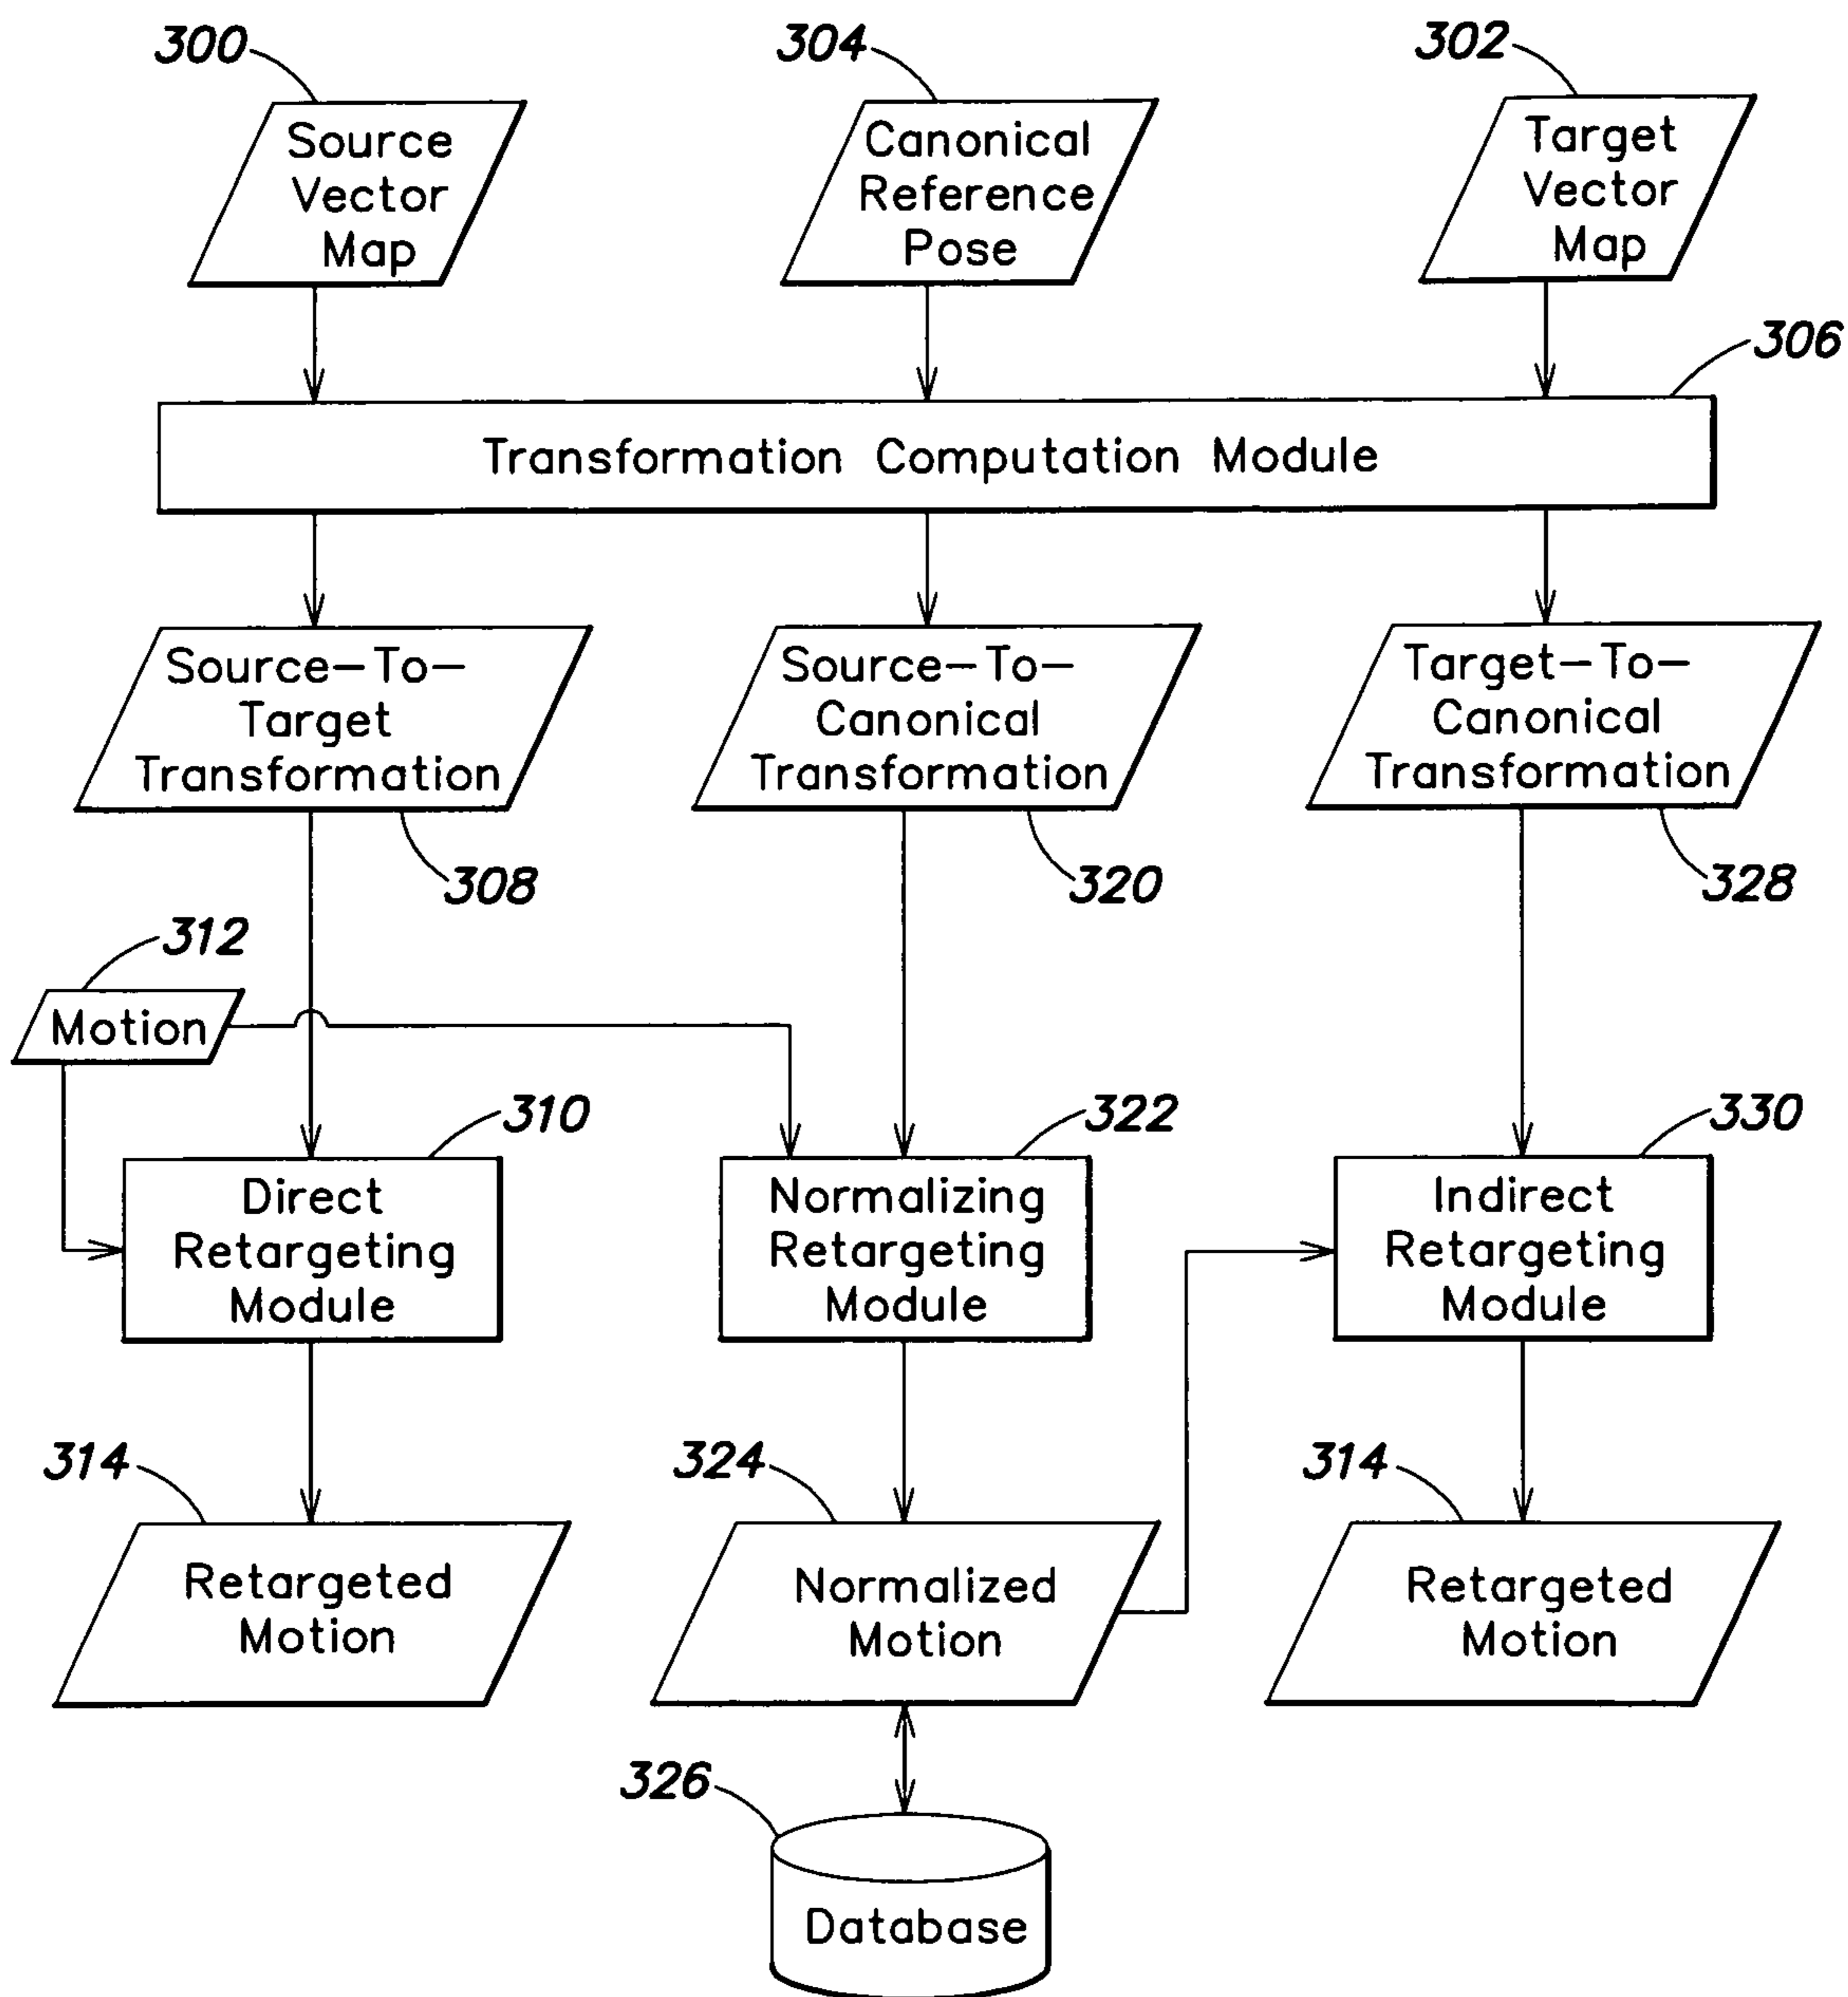 300
304
302
Source
Vector
Map
Canonical
Reference
Pose
Target
Vector
Map
306
Transformation Computation Module
Source-To-
Target
Transformation
Source-To-
Canonical
Transformation
Target-To-
Canonical
Transformation
308
320
328
312
Motion
310
322
330
Direct
Retargeting
Module
Normalizing
Retargeting
Module
Indirect
Retargeting
Module
314
324
314
Retargeted
Motion
Normalized
Motion
Retargeted
Motion
326
Database